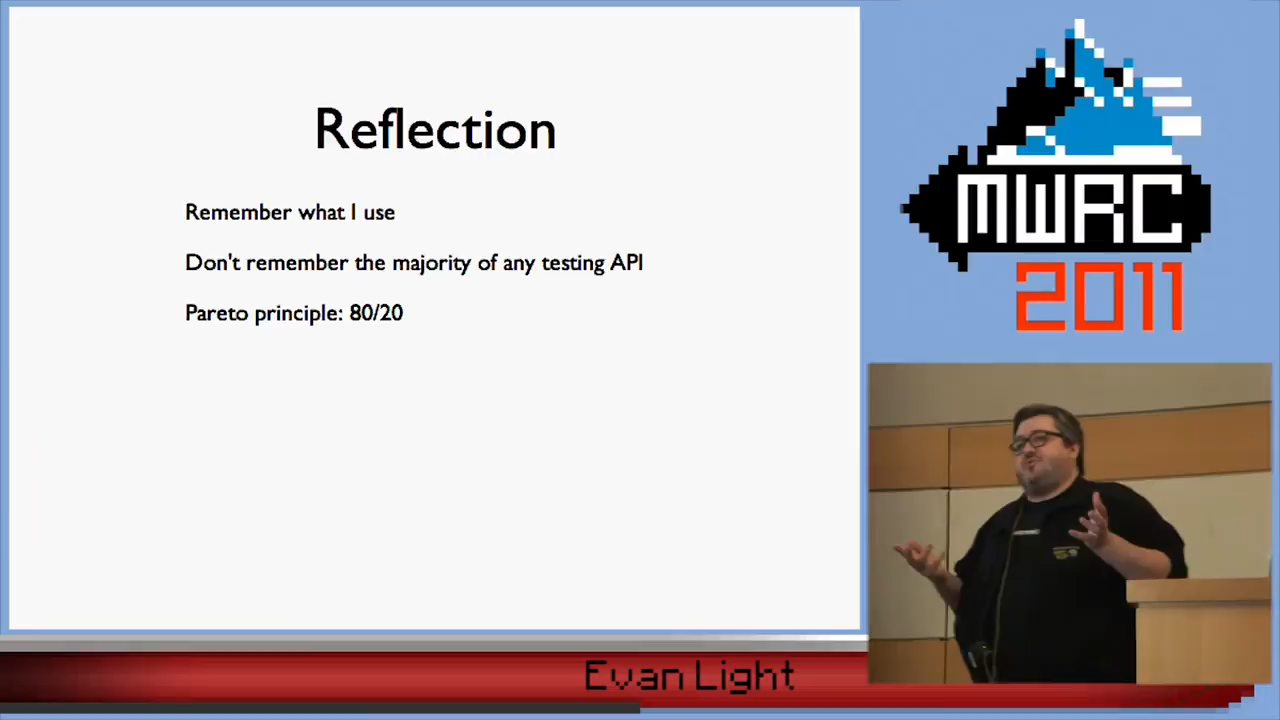 Reflection
Remember what I use
Don't remember the majority of any testing API
Pareto principle: 80/20
MWRC
2011
Evan Light